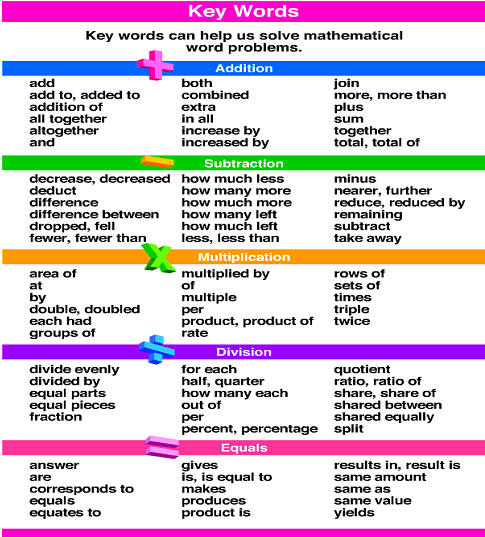 Key Words
Key words can help us solve mathematical
word problems.
Addition
add both join
add to, added to combined more, more than
addition of extra plus
all together in all sum
altogether increase by together
and increased by total, total of
Subtraction
decrease, decreased how much less minus
deduct how many more nearer, further
difference how much more reduce, reduced by
difference between how many left remaining
dropped, fell how much left subtract
fewer, fewer than less, less than take away
Multiplication
area of multiplied by rows of
at of sets of
by multiple times
double, doubled per triple
each had product, product of twice
groups of rate
Division
divide evenly for each quotient
divided by half, quarter ratio, ratio of
equal parts how many each share, share of
equal pieces out of shared between
fraction per shared equally
percent, percentage split
Equals
answer gives results in, result is
are is, is equal to same amount
corresponds to makes same as
equals produces same value
equates to product is yields